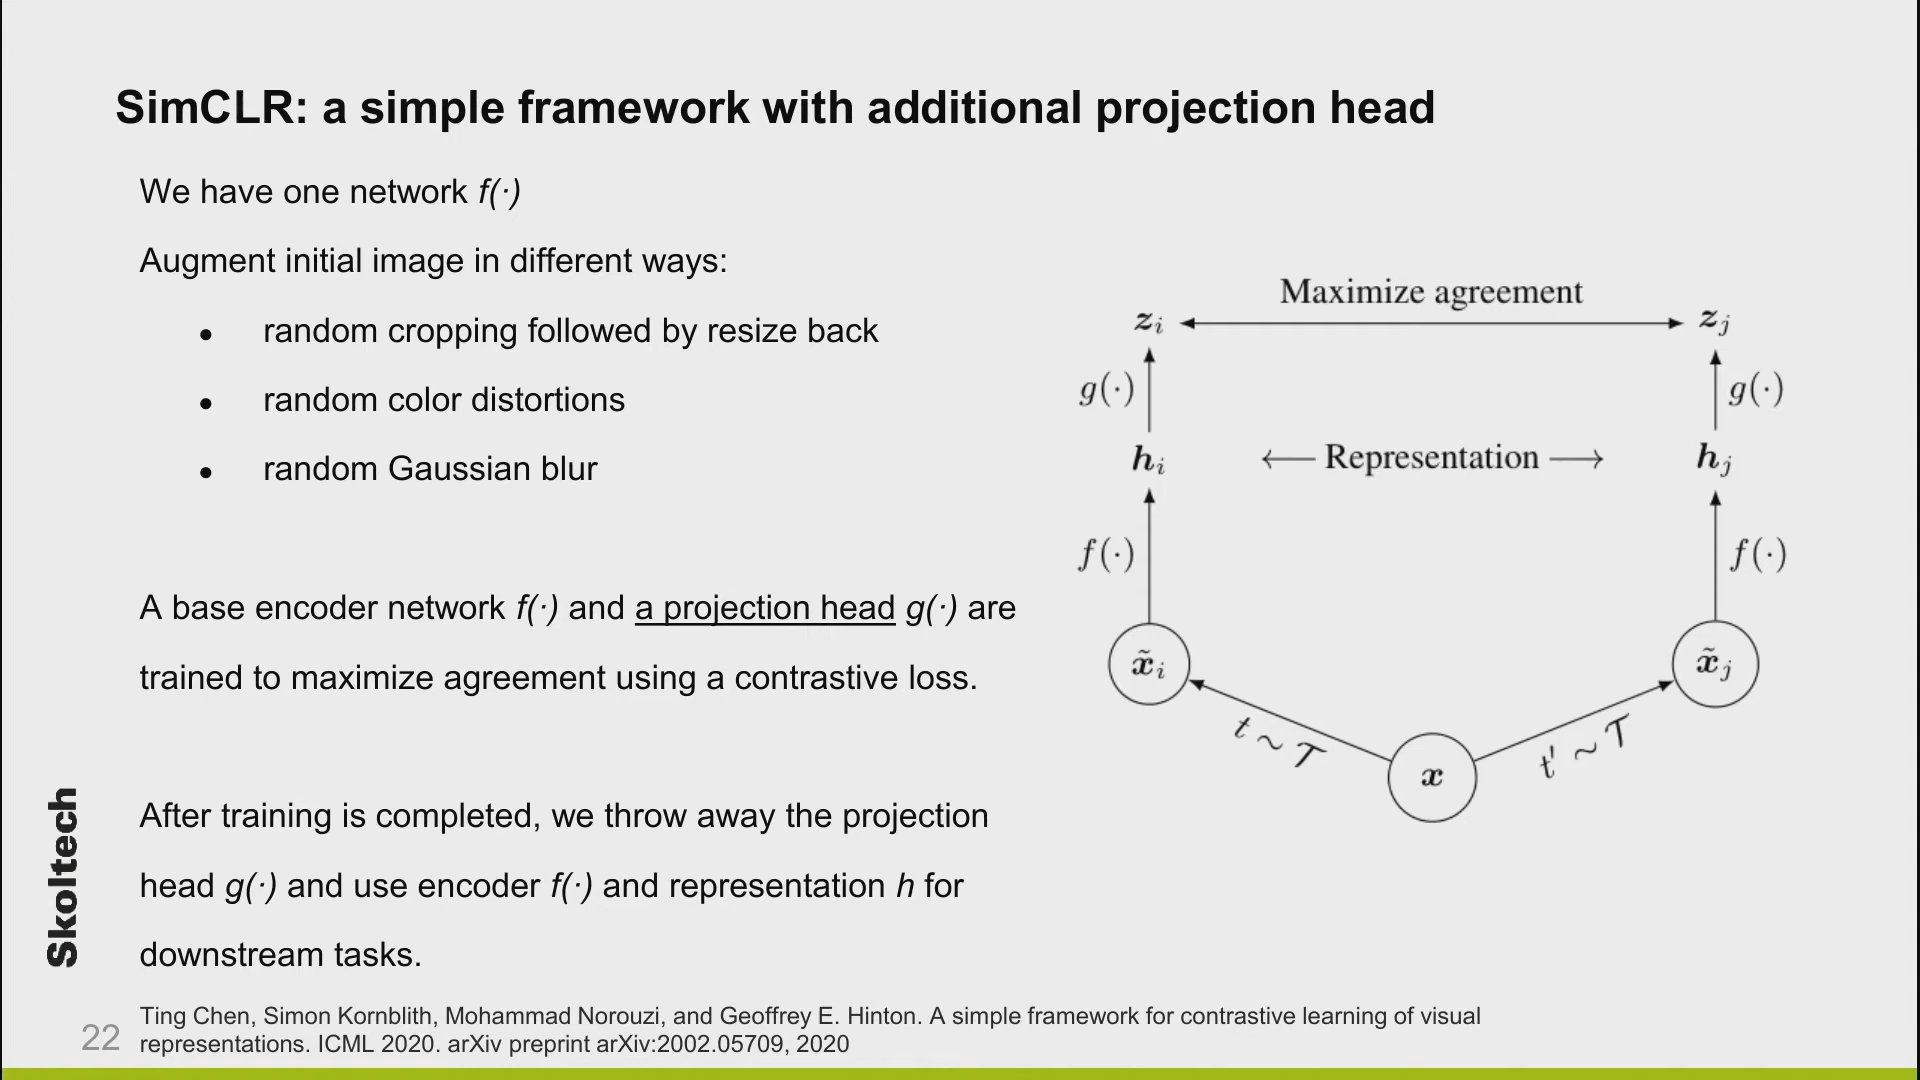 SimCLR: a simple framework with additional projection head
We have one network f(·)
Augment initial image in different ways:
● random cropping followed by resize back
● random color distortions
● random Gaussian blur
A base encoder network f(·) and a projection head g(·) are
trained to maximize agreement using a contrastive loss.
After training is completed, we throw away the projection
head g(·) and use encoder f(·) and representation h for
downstream tasks.
Maximize agreement
z_i ⟷ z_j
g(·) g(·)
h_i ⟵ Representation ⟶ h_j
f(·) f(·)
x̃_i x̃_j
t ~ 𝒯 t' ~ 𝒯
x
Skoltech
22
Ting Chen, Simon Kornblith, Mohammad Norouzi, and Geoffrey E. Hinton. A simple framework for contrastive learning of visual
representations. ICML 2020. arXiv preprint arXiv:2002.05709, 2020